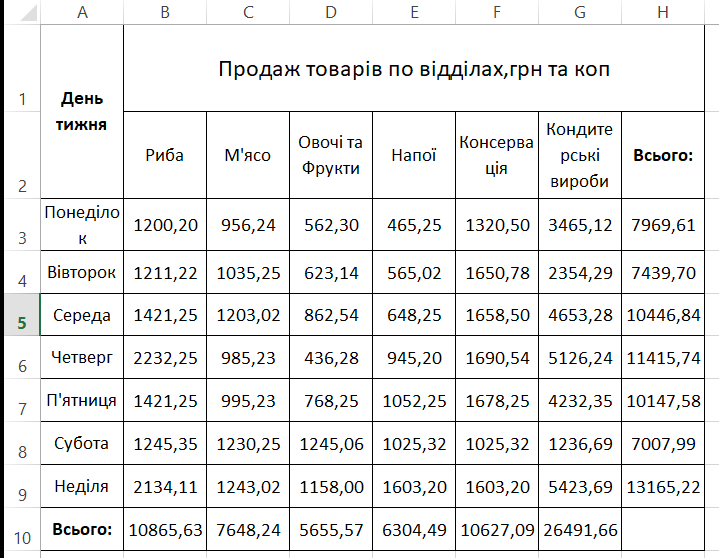 A B C D E F G H
1 День тижня Продаж товарів по відділах,грн та коп
2 Риба М'ясо Овочі та Фрукти Напої Консервація Кондитерські вироби Всього:
3 Понеділок 1200,20 956,24 562,30 465,25 1320,50 3465,12 7969,61
4 Вівторок 1211,22 1035,25 623,14 565,02 1650,78 2354,29 7439,70
5 Середа 1421,25 1203,02 862,54 648,25 1658,50 4653,28 10446,84
6 Четверг 2232,25 985,23 436,28 945,20 1690,54 5126,24 11415,74
7 П'ятниця 1421,25 995,23 768,25 1052,25 1678,25 4232,35 10147,58
8 Субота 1245,35 1230,25 1245,06 1025,32 1025,32 1236,69 7007,99
9 Неділя 2134,11 1243,02 1158,00 1603,20 1603,20 5423,69 13165,22
10 Всього: 10865,63 7648,24 5655,57 6304,49 10627,09 26491,66